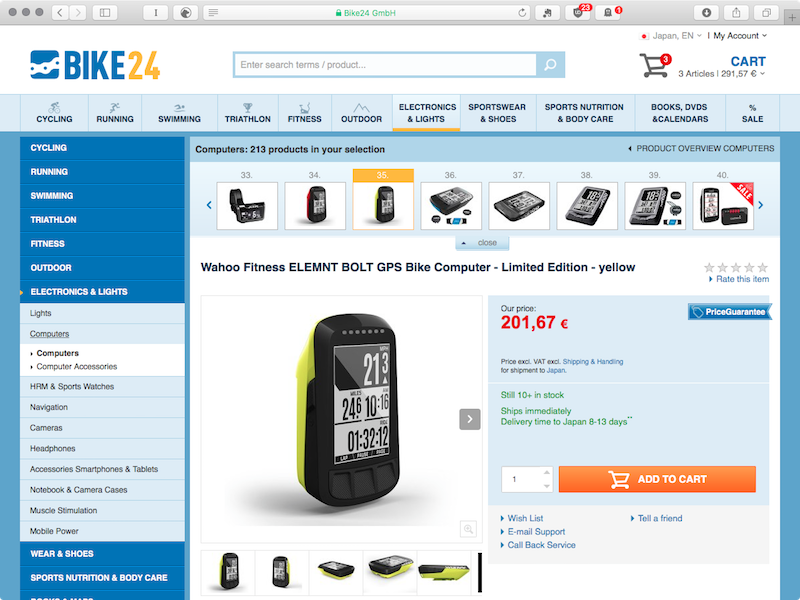 Bike24 GmbH
23
1
BIKE24
Enter search terms / product...
Japan, EN
My Account
3
CART
3 Articles | 291,57 €
CYCLING
RUNNING
SWIMMING
TRIATHLON
FITNESS
OUTDOOR
ELECTRONICS
& LIGHTS
SPORTSWEAR
& SHOES
SPORTS NUTRITION
& BODY CARE
BOOKS, DVDS
&CALENDARS
%
SALE
CYCLING
RUNNING
SWIMMING
TRIATHLON
FITNESS
OUTDOOR
ELECTRONICS & LIGHTS
Lights
Computers
Computers
Computer Accessories
HRM & Sports Watches
Navigation
Cameras
Headphones
Accessories Smartphones & Tablets
Notebook & Camera Cases
Muscle Stimulation
Mobile Power
WEAR & SHOES
SPORTS NUTRITION & BODY CARE
Computers: 213 products in your selection
PRODUCT OVERVIEW COMPUTERS
33.
34.
35.
36.
37.
38.
39.
40.
SALE
close
Wahoo Fitness ELEMNT BOLT GPS Bike Computer - Limited Edition - yellow
Rate this item
MPH
21.3
MILES
24.6
10:16
01:32:12
LAP
PAUSE
PAGE
Our price:
201,67 €
PriceGuarantee
Price excl. VAT excl. Shipping & Handling
for shipment to Japan.
Still 10+ in stock
Ships immediately
Delivery time to Japan 8-13 days**
1
ADD TO CART
Wish List
Tell a friend
E-mail Support
Call Back Service